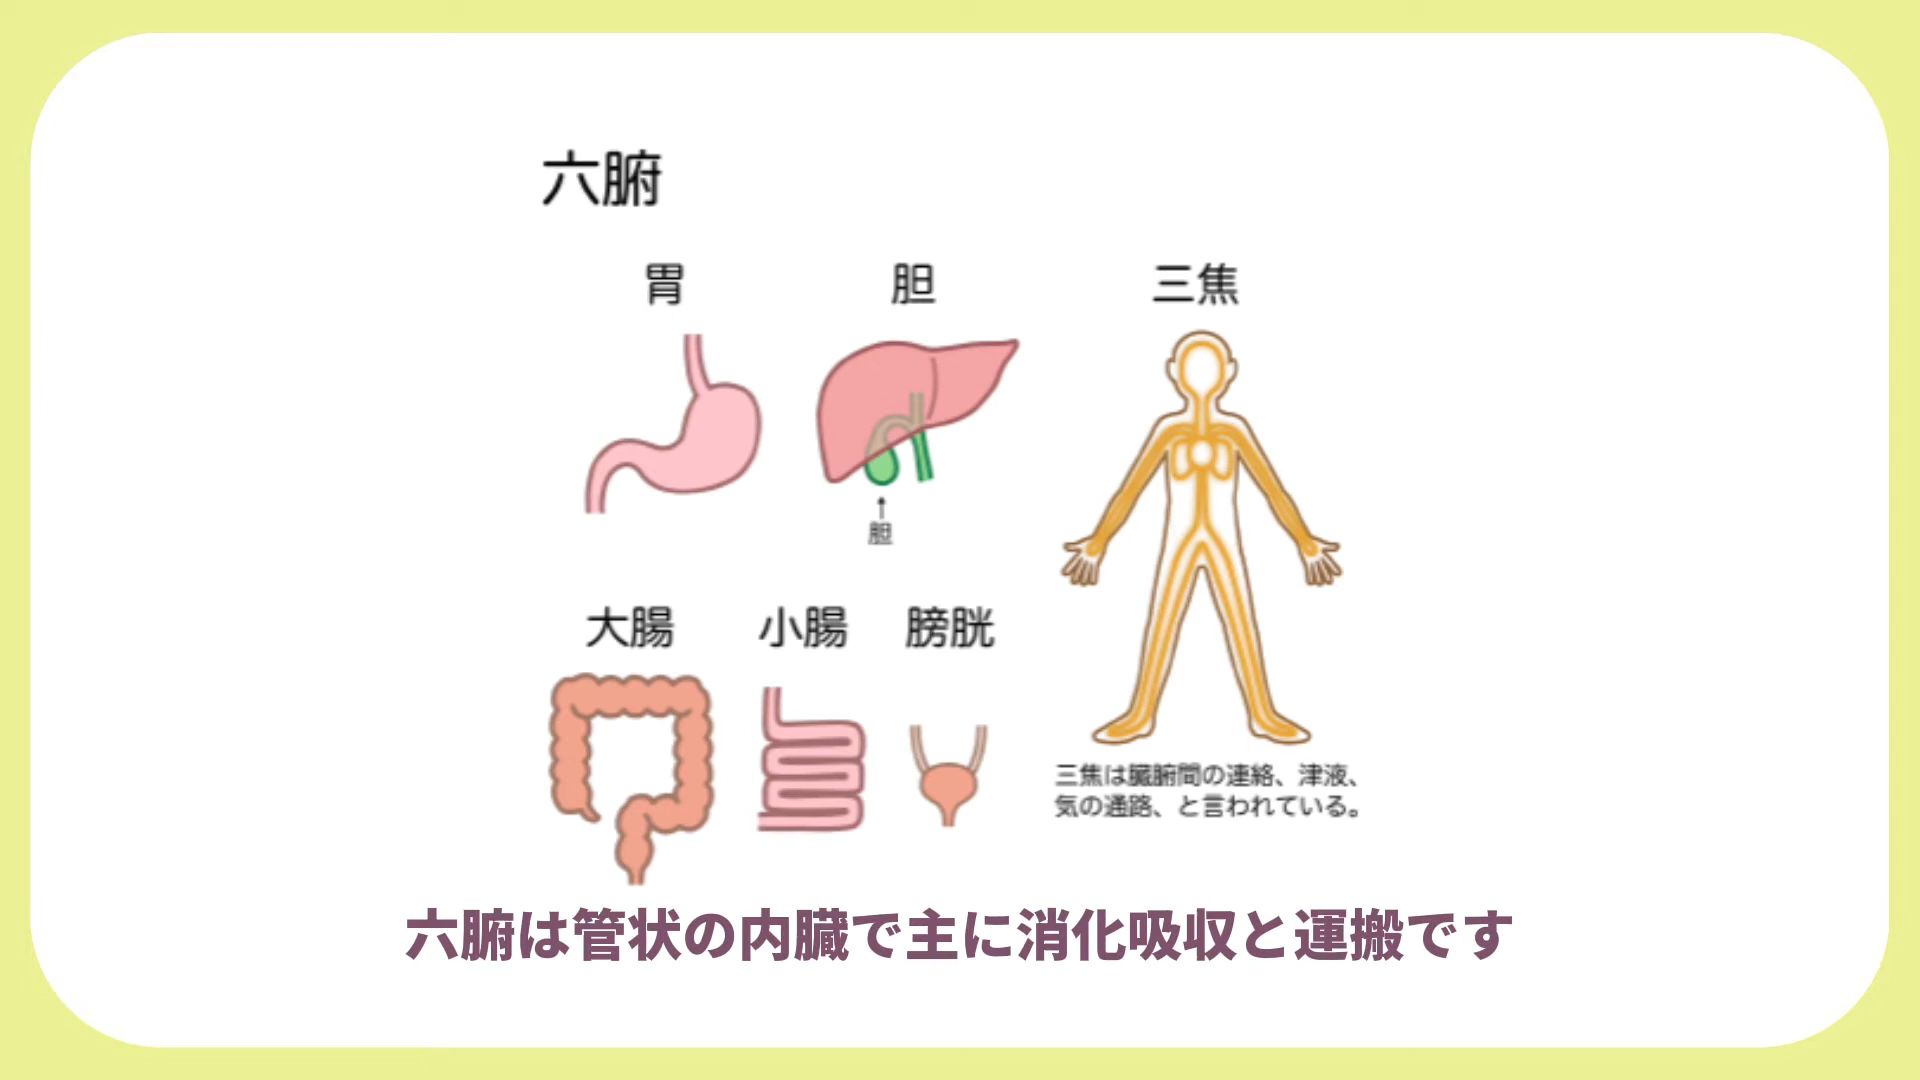 六腑
胃
胆
三焦
↑
胆
大腸
小腸
膀胱
三焦は臓腑間の連絡、津液、
気の通路、と言われている。
六腑は管状の内臓で主に消化吸収と運搬です